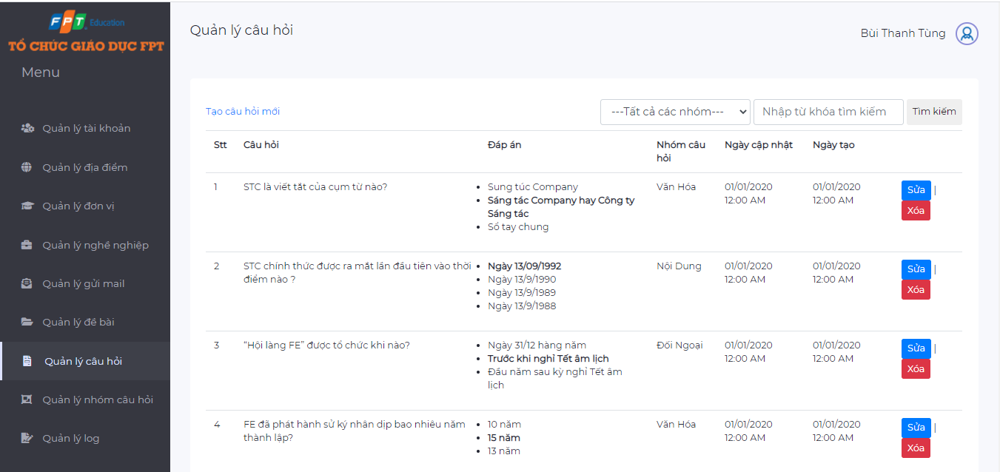 FPT Education
TỔ CHỨC GIÁO DỤC FPT
Menu
Quản lý tài khoản
Quản lý địa điểm
Quản lý đơn vị
Quản lý nghề nghiệp
Quản lý gửi mail
Quản lý đề bài
Quản lý câu hỏi
Quản lý nhóm câu hỏi
Quản lý log
Quản lý câu hỏi
Bùi Thanh Tùng
Tạo câu hỏi mới
---Tất cả các nhóm---
Nhập từ khóa tìm kiếm
Tìm kiếm
Stt Câu hỏi Đáp án Nhóm câu Ngày cập nhật Ngày tạo
hỏi
1 STC là viết tắt của cụm từ nào? • Sung túc Company Văn Hóa 01/01/2020 01/01/2020 Sửa |
• Sáng tác Company hay Công ty 12:00 AM 12:00 AM
Sáng tác Xóa
• Sổ tay chung
2 STC chính thức được ra mắt lần đầu tiên vào thời • Ngày 13/09/1992 Nội Dung 01/01/2020 01/01/2020 Sửa |
điểm nào ? • Ngày 13/9/1990 12:00 AM 12:00 AM
• Ngày 13/9/1989 Xóa
• Ngày 13/9/1988
3 “Hội làng FE” được tổ chức khi nào? • Ngày 31/12 hàng năm Đối Ngoại 01/01/2020 01/01/2020 Sửa |
• Trước khi nghỉ Tết âm lịch 12:00 AM 12:00 AM
• Đầu năm sau kỳ nghỉ Tết âm Xóa
lịch
4 FE đã phát hành sử ký nhân dịp bao nhiêu năm • 10 năm Văn Hóa 01/01/2020 01/01/2020 Sửa |
thành lập? • 15 năm 12:00 AM 12:00 AM
• 13 năm Xóa